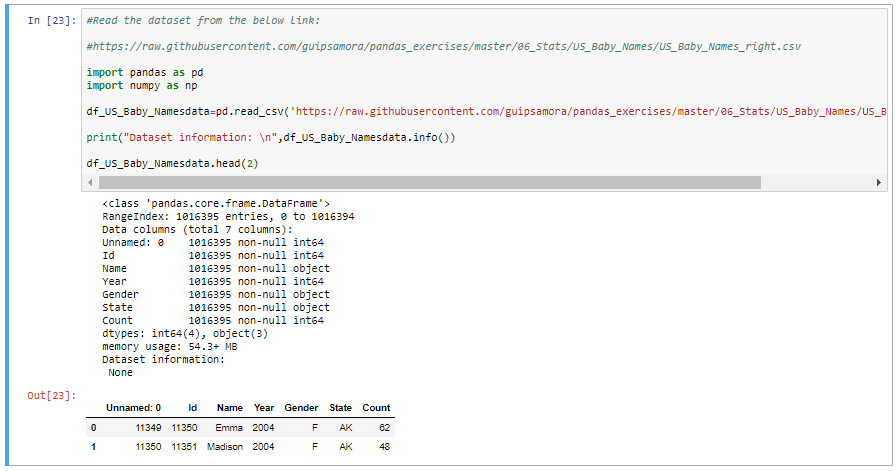 In [23]: #Read the dataset from the below link:
#https://raw.githubusercontent.com/guipsamora/pandas_exercises/master/06_Stats/US_Baby_Names/US_Baby_Names_right.csv
import pandas as pd
import numpy as np
df_US_Baby_Namesdata=pd.read_csv('https://raw.githubusercontent.com/guipsamora/pandas_exercises/master/06_Stats/US_Baby_Names/US_B
print("Dataset information: \n",df_US_Baby_Namesdata.info())
df_US_Baby_Namesdata.head(2)
<class 'pandas.core.frame.DataFrame'>
RangeIndex: 1016395 entries, 0 to 1016394
Data columns (total 7 columns):
Unnamed: 0    1016395 non-null int64
Id            1016395 non-null int64
Name          1016395 non-null object
Year          1016395 non-null int64
Gender        1016395 non-null object
State         1016395 non-null object
Count         1016395 non-null int64
dtypes: int64(4), object(3)
memory usage: 54.3+ MB
Dataset information:
None
Out[23]:
Unnamed: 0 Id Name Year Gender State Count
0 11349 11350 Emma 2004 F AK 62
1 11350 11351 Madison 2004 F AK 48